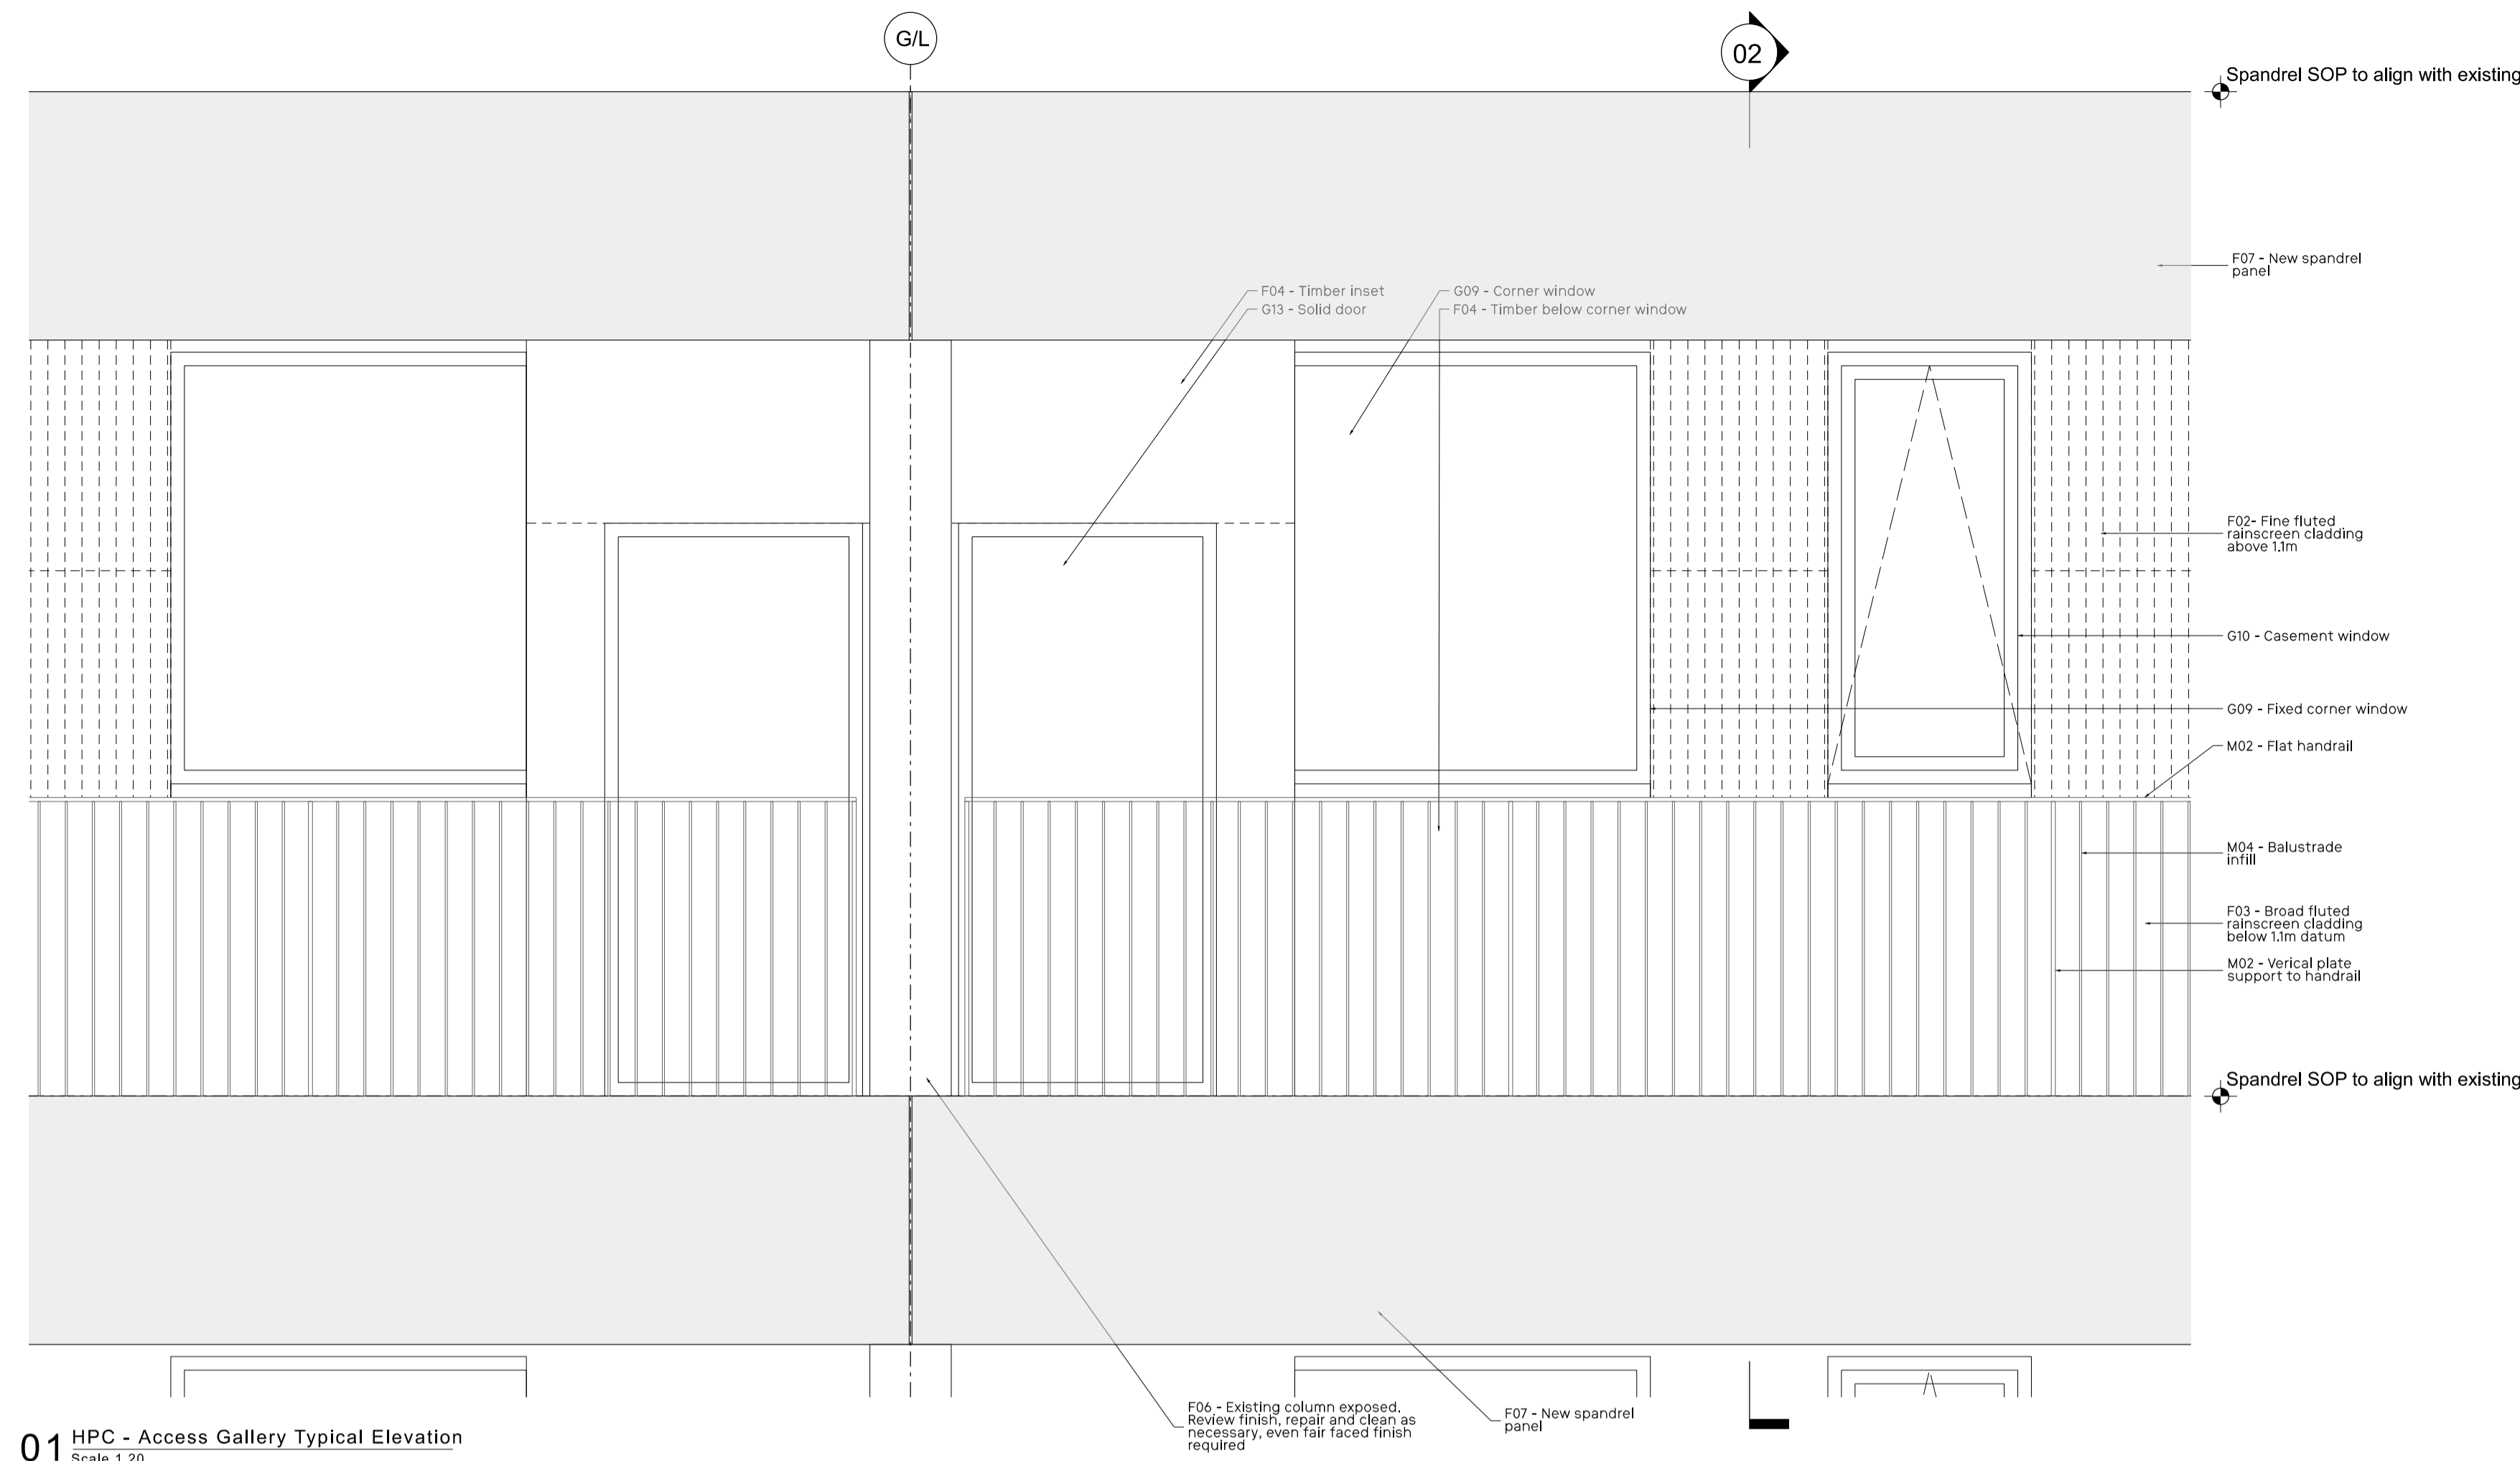 G/L
02
Spandrel SOP to align with existing
F07 - New spandrel
panel
F04 - Timber inset
G13 - Solid door
G09 - Corner window
F04 - Timber below corner window
F02- Fine fluted
rainscreen cladding
above 1.1m
G10 - Casement window
G09 - Fixed corner window
M02 - Flat handrail
M04 - Balustrade
infill
F03 - Broad fluted
rainscreen cladding
below 1.1m datum
M02 - Verical plate
support to handrail
Spandrel SOP to align with existing
F06 - Existing column exposed.
Review finish, repair and clean as
necessary, even fair faced finish
required
F07 - New spandrel
panel
01 HPC - Access Gallery Typical Elevation
Scale 1.20